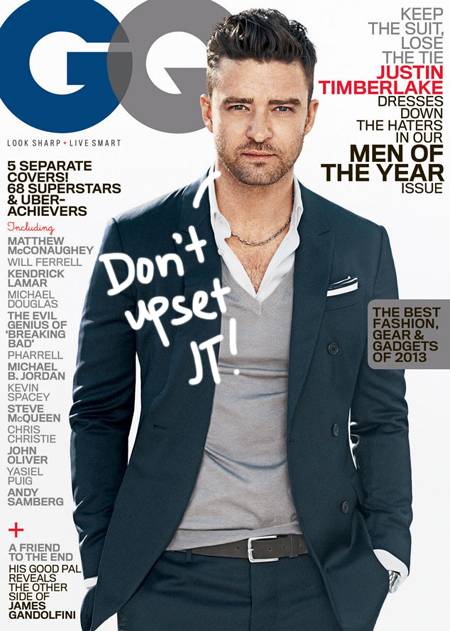 GQ
LOOK SHARP + LIVE SMART
KEEP
THE SUIT,
LOSE
THE TIE
JUSTIN
TIMBERLAKE
DRESSES
DOWN
THE HATERS
IN OUR
MEN OF
THE YEAR
ISSUE
5 SEPARATE
COVERS!
68 SUPERSTARS
& ÜBER-
ACHIEVERS
Including
MATTHEW
McCONAUGHEY
WILL FERRELL
KENDRICK
LAMAR
MICHAEL
DOUGLAS
THE EVIL
GENIUS OF
'BREAKING
BAD'
PHARRELL
MICHAEL
B. JORDAN
KEVIN
SPACEY
STEVE
McQUEEN
CHRIS
CHRISTIE
JOHN
OLIVER
YASIEL
PUIG
ANDY
SAMBERG
+
A FRIEND
TO THE END
HIS GOOD PAL
REVEALS
THE OTHER
SIDE OF
JAMES
GANDOLFINI
Don't
upset
JT!
THE BEST
FASHION,
GEAR &
GADGETS
OF 2013